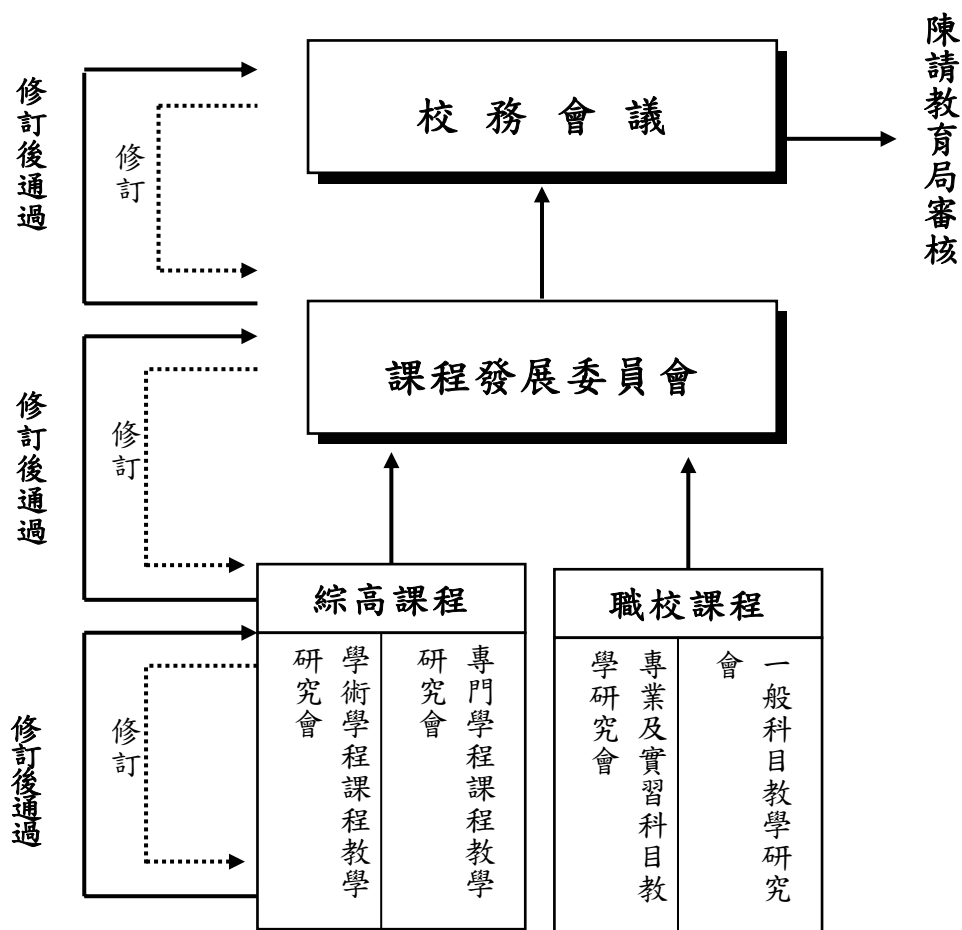 陳請教育局審核
校務會議
修訂後通過
修訂
課程發展委員會
修訂後通過
修訂
綜高課程
職校課程
專門學程課程教學
研究會
學術學程課程教學
研究會
一般科目教學研究
會
專業及實習科目教
學研究會
修訂後通過
修訂